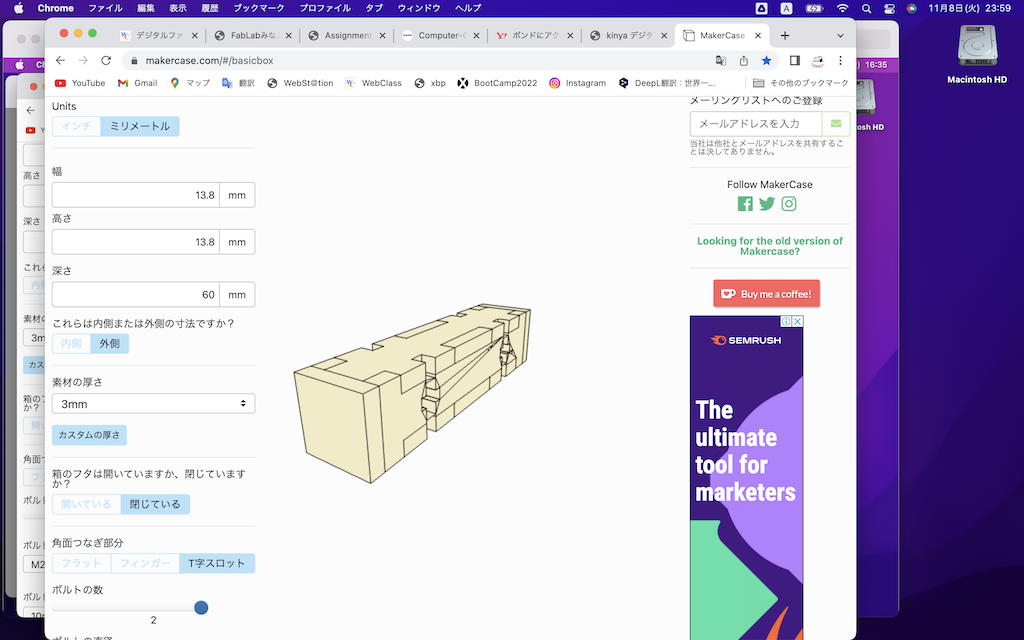 Chrome ファイル 編集 表示 履歴 ブックマーク プロファイル タブ ウィンドウ ヘルプ
A 11月8日(火) 23:59
デジタルファ
FabLabみな
Assignment
Computer-C
ボンドにアク
kinya デジタ
MakerCase
makercase.com/#/basicbox
YouTube
Gmail
マップ
翻訳
WebSt@tion
WebClass
xbp
BootCamp2022
Instagram
DeepL翻訳：世界一...
その他のブックマーク
16:35
Macintosh HD
osh HD
Units
インチ
ミリメートル
幅
13.8 mm
高さ
13.8 mm
深さ
60 mm
これらは内側または外側の寸法ですか？
内側
外側
素材の厚さ
3mm
カスタムの厚さ
箱のフタは開いていますか、閉じています
か？
開いている
閉じている
角面つなぎ部分
フラット
フィンガー
T字スロット
ボルトの数
2
メーリングリストへのご登録
メールアドレスを入力
当社は他社とメールアドレスを共有するこ
とは決してありません。
Follow MakerCase
Looking for the old version of
Makercase?
Buy me a coffee!
SEMRUSH
The
ultimate
tool for
marketers
高さ
深さ